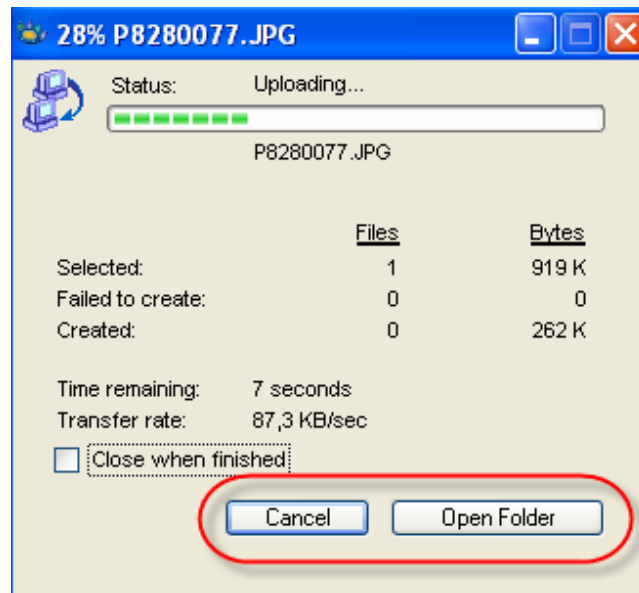 28% P8280077.JPG
Status: Uploading...
P8280077.JPG
Files Bytes
Selected: 1 919 K
Failed to create: 0 0
Created: 0 262 K
Time remaining: 7 seconds
Transfer rate: 87,3 KB/sec
Close when finished
Cancel Open Folder